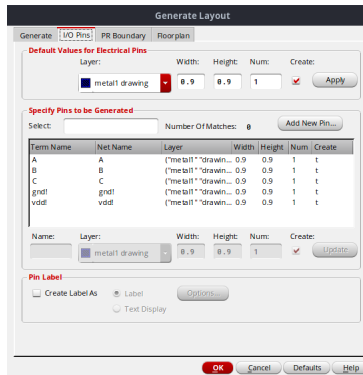 Generate Layout
Generate I/O Pins PR Boundary Floorplan
Default Values for Electrical Pins
Layer: Width: Height: Num: Create:
metal1 drawing 0.9 0.9 1 Apply
Specify Pins to be Generated
Select: Number Of Matches: 0 Add New Pin...
Term Name Net Name Layer Width Height Num Create
A A ("metal1" "drawin... 0.9 0.9 1 t
B B ("metal1" "drawin... 0.9 0.9 1 t
C C ("metal1" "drawin... 0.9 0.9 1 t
gnd! gnd! ("metal1" "drawin... 0.9 0.9 1 t
vdd! vdd! ("metal1" "drawin... 0.9 0.9 1 t
Name: Layer: Width: Height: Num: Create:
metal1 drawing 0.9 0.9 1 Update
Pin Label
Create Label As Label Options...
Text Display
OK Cancel Defaults Help